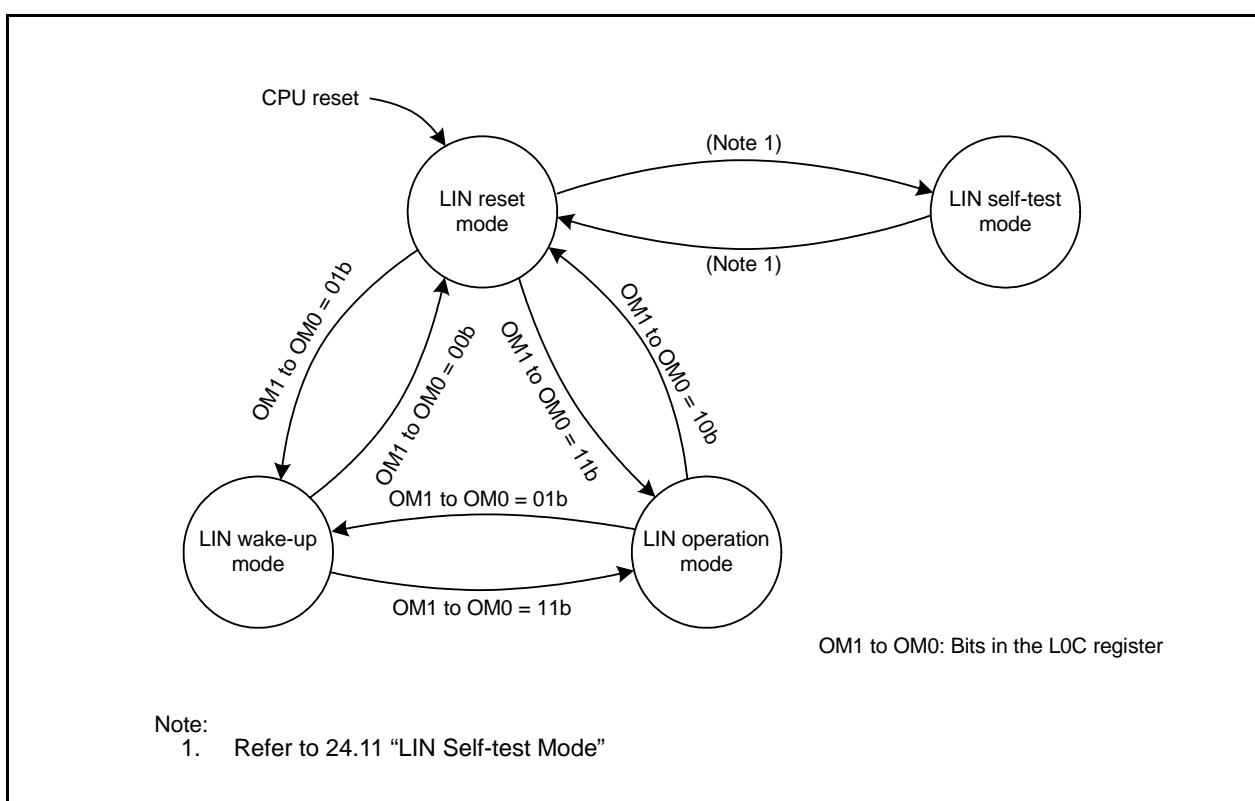 CPU reset
(Note 1)
LIN reset
mode
LIN self-test
mode
(Note 1)
OM1 to OM0 = 01b
OM1 to OM0 = 00b
OM1 to OM0 = 11b
OM1 to OM0 = 10b
OM1 to OM0 = 01b
LIN wake-up
mode
LIN operation
mode
OM1 to OM0 = 11b
OM1 to OM0: Bits in the L0C register
Note:
1. Refer to 24.11 “LIN Self-test Mode”